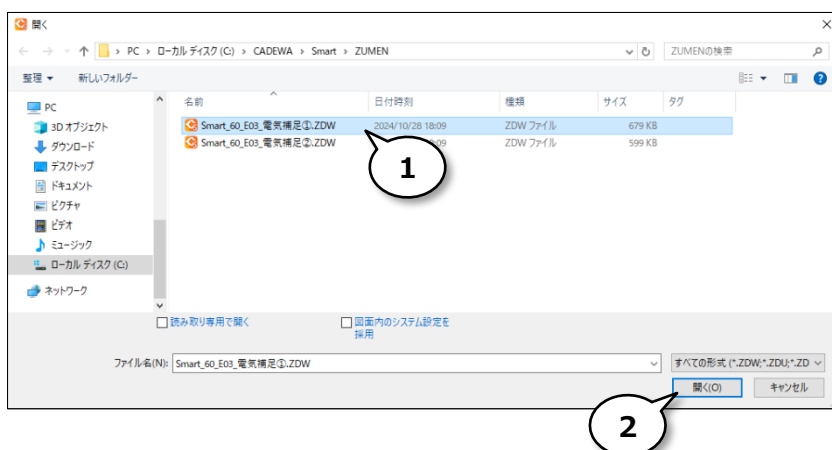 開く
PC › ローカル ディスク (C:) › CADEWA › Smart › ZUMEN
ZUMENの検索
整理 新しいフォルダー
名前 日付時刻 種類 サイズ タグ
PC
3D オブジェクト
ダウンロード
デスクトップ
ドキュメント
ピクチャ
ビデオ
ミュージック
ローカル ディスク (C:)
ネットワーク
Smart_60_E03_電気補足①.ZDW 2024/10/28 18:09 ZDW ファイル 679 KB
Smart_60_E03_電気補足②.ZDW :09 ZDW ファイル 599 KB
1
読み取り専用で開く
図面内のシステム設定を
採用
ファイル名(N): Smart_60_E03_電気補足①.ZDW
すべての形式 (*.ZDW;*.ZDU;*.ZD
開く(O) キャンセル
2